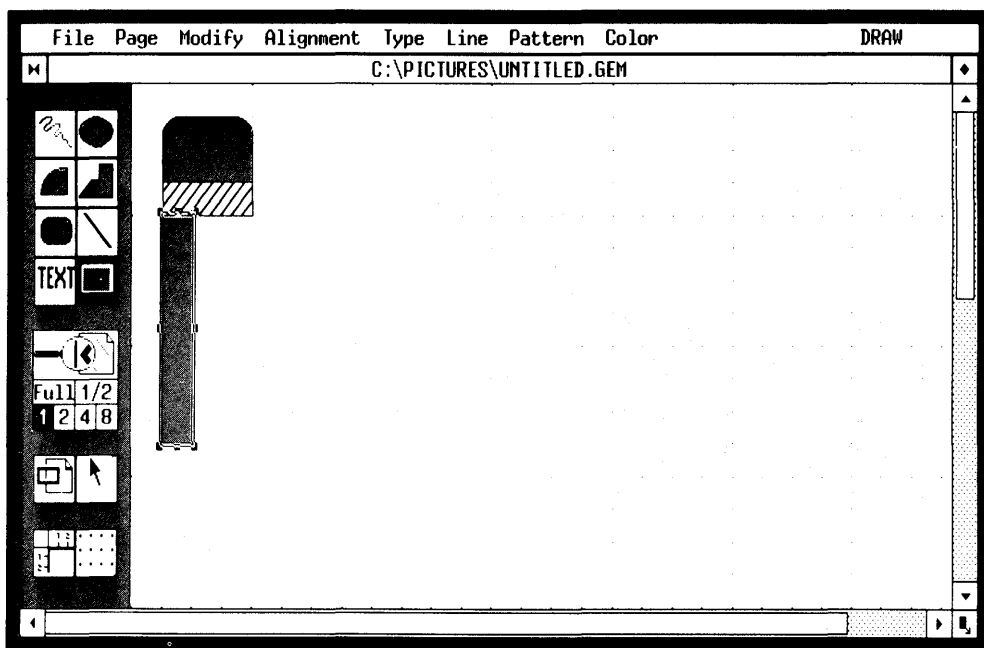 File Page Modify Alignment Type Line Pattern Color DRAW
C:\PICTURES\UNTITLED.GEM
TEXT
Full 1/2
1 2 4 8